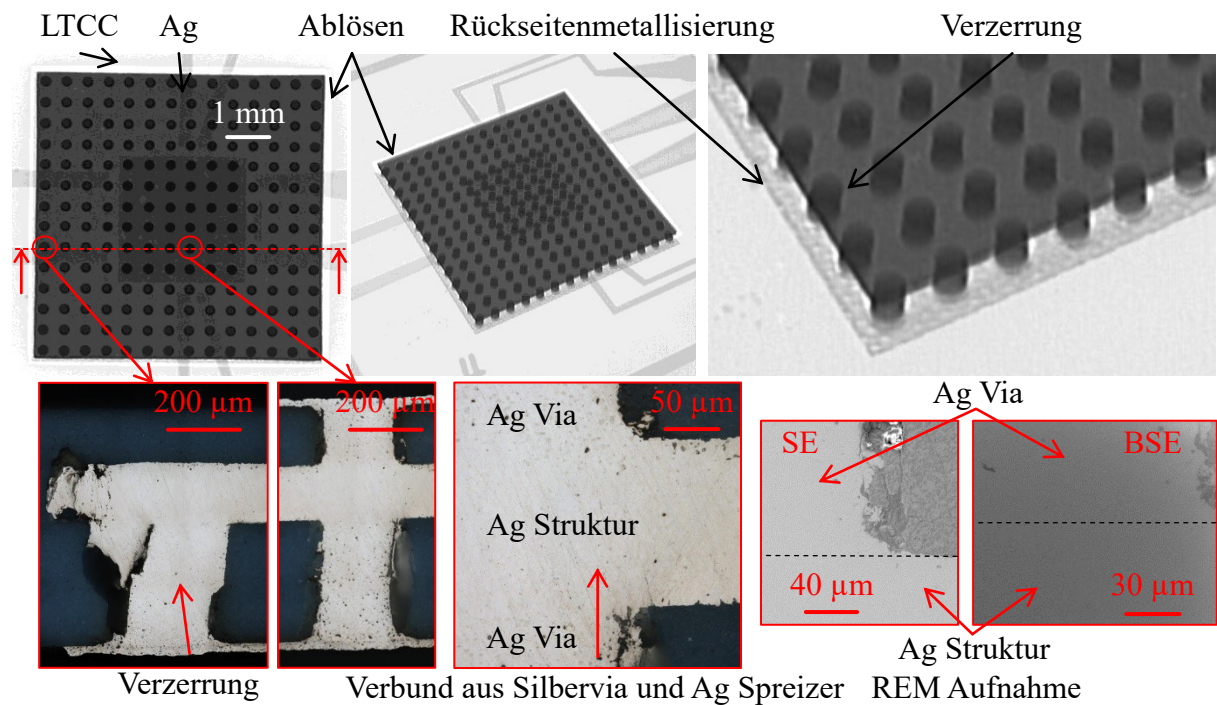 LTCC Ag Ablösen Rückseitenmetallisierung Verzerrung
1 mm
200 µm 200 µm
Ag Via 50 µm
Ag Struktur
Ag Via
Ag Via
SE BSE
40 µm 30 µm
Ag Struktur
Verzerrung Verbund aus Silbervia und Ag Spreizer REM Aufnahme